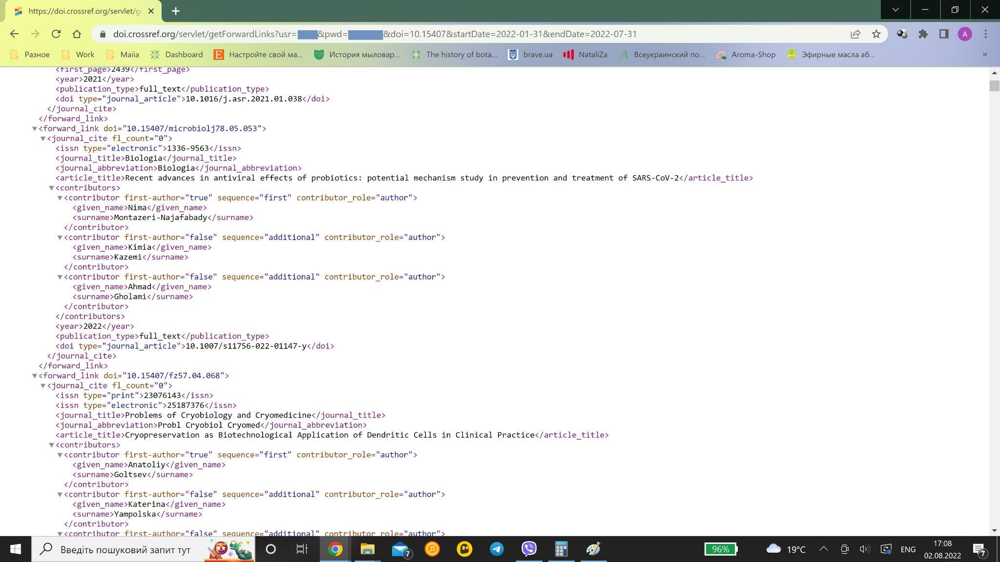 https://doi.crossref.org/servlet/ge
doi.crossref.org/servlet/getForwardLinks?usr= &pwd= &doi=10.15407&startDate=2022-01-31&endDate=2022-07-31
A
Разное Work Maiia Dashboard Настройте свой ма... История мыловар... The history of bota... brave.ua NataliZa Всеукраинский по... Aroma-Shop Эфирные масла аб... »
<first_page>2439</first_page>
<year>2021</year>
<publication_type>full_text</publication_type>
<doi type="journal_article">10.1016/j.asr.2021.01.038</doi>
</journal_cite>
</forward_link>
▼<forward_link doi="10.15407/microbiolj78.05.053">
▼<journal_cite fl_count="0">
<issn type="electronic">1336-9563</issn>
<journal_title>Biologia</journal_title>
<journal_abbreviation>Biologia</journal_abbreviation>
<article_title>Recent advances in antiviral effects of probiotics: potential mechanism study in prevention and treatment of SARS-CoV-2</article_title>
▼<contributors>
▼<contributor first-author="true" sequence="first" contributor_role="author">
<given_name>Nima</given_name>
<surname>Montazeri-Najafabady</surname>
</contributor>
▼<contributor first-author="false" sequence="additional" contributor_role="author">
<given_name>Kimia</given_name>
<surname>Kazemi</surname>
</contributor>
▼<contributor first-author="false" sequence="additional" contributor_role="author">
<given_name>Ahmad</given_name>
<surname>Gholami</surname>
</contributor>
</contributors>
<year>2022</year>
<publication_type>full_text</publication_type>
<doi type="journal_article">10.1007/s11756-022-01147-y</doi>
</journal_cite>
</forward_link>
▼<forward_link doi="10.15407/fz57.04.068">
▼<journal_cite fl_count="0">
<issn type="print">23076143</issn>
<issn type="electronic">25187376</issn>
<journal_title>Problems of Cryobiology and Cryomedicine</journal_title>
<journal_abbreviation>Probl Cryobiol Cryomed</journal_abbreviation>
<article_title>Cryopreservation as Biotechnological Application of Dendritic Cells in Clinical Practice</article_title>
▼<contributors>
▼<contributor first-author="true" sequence="first" contributor_role="author">
<given_name>Anatoliy</given_name>
<surname>Goltsev</surname>
</contributor>
▼<contributor first-author="false" sequence="additional" contributor_role="author">
<given_name>Katerina</given_name>
<surname>Yampolska</surname>
</contributor>
▼<contributor first-author="false" sequence="additional" contributor_role="author">
Введіть пошуковий запит тут 7 96% 19°C ENG 17:08
02.08.2022 7